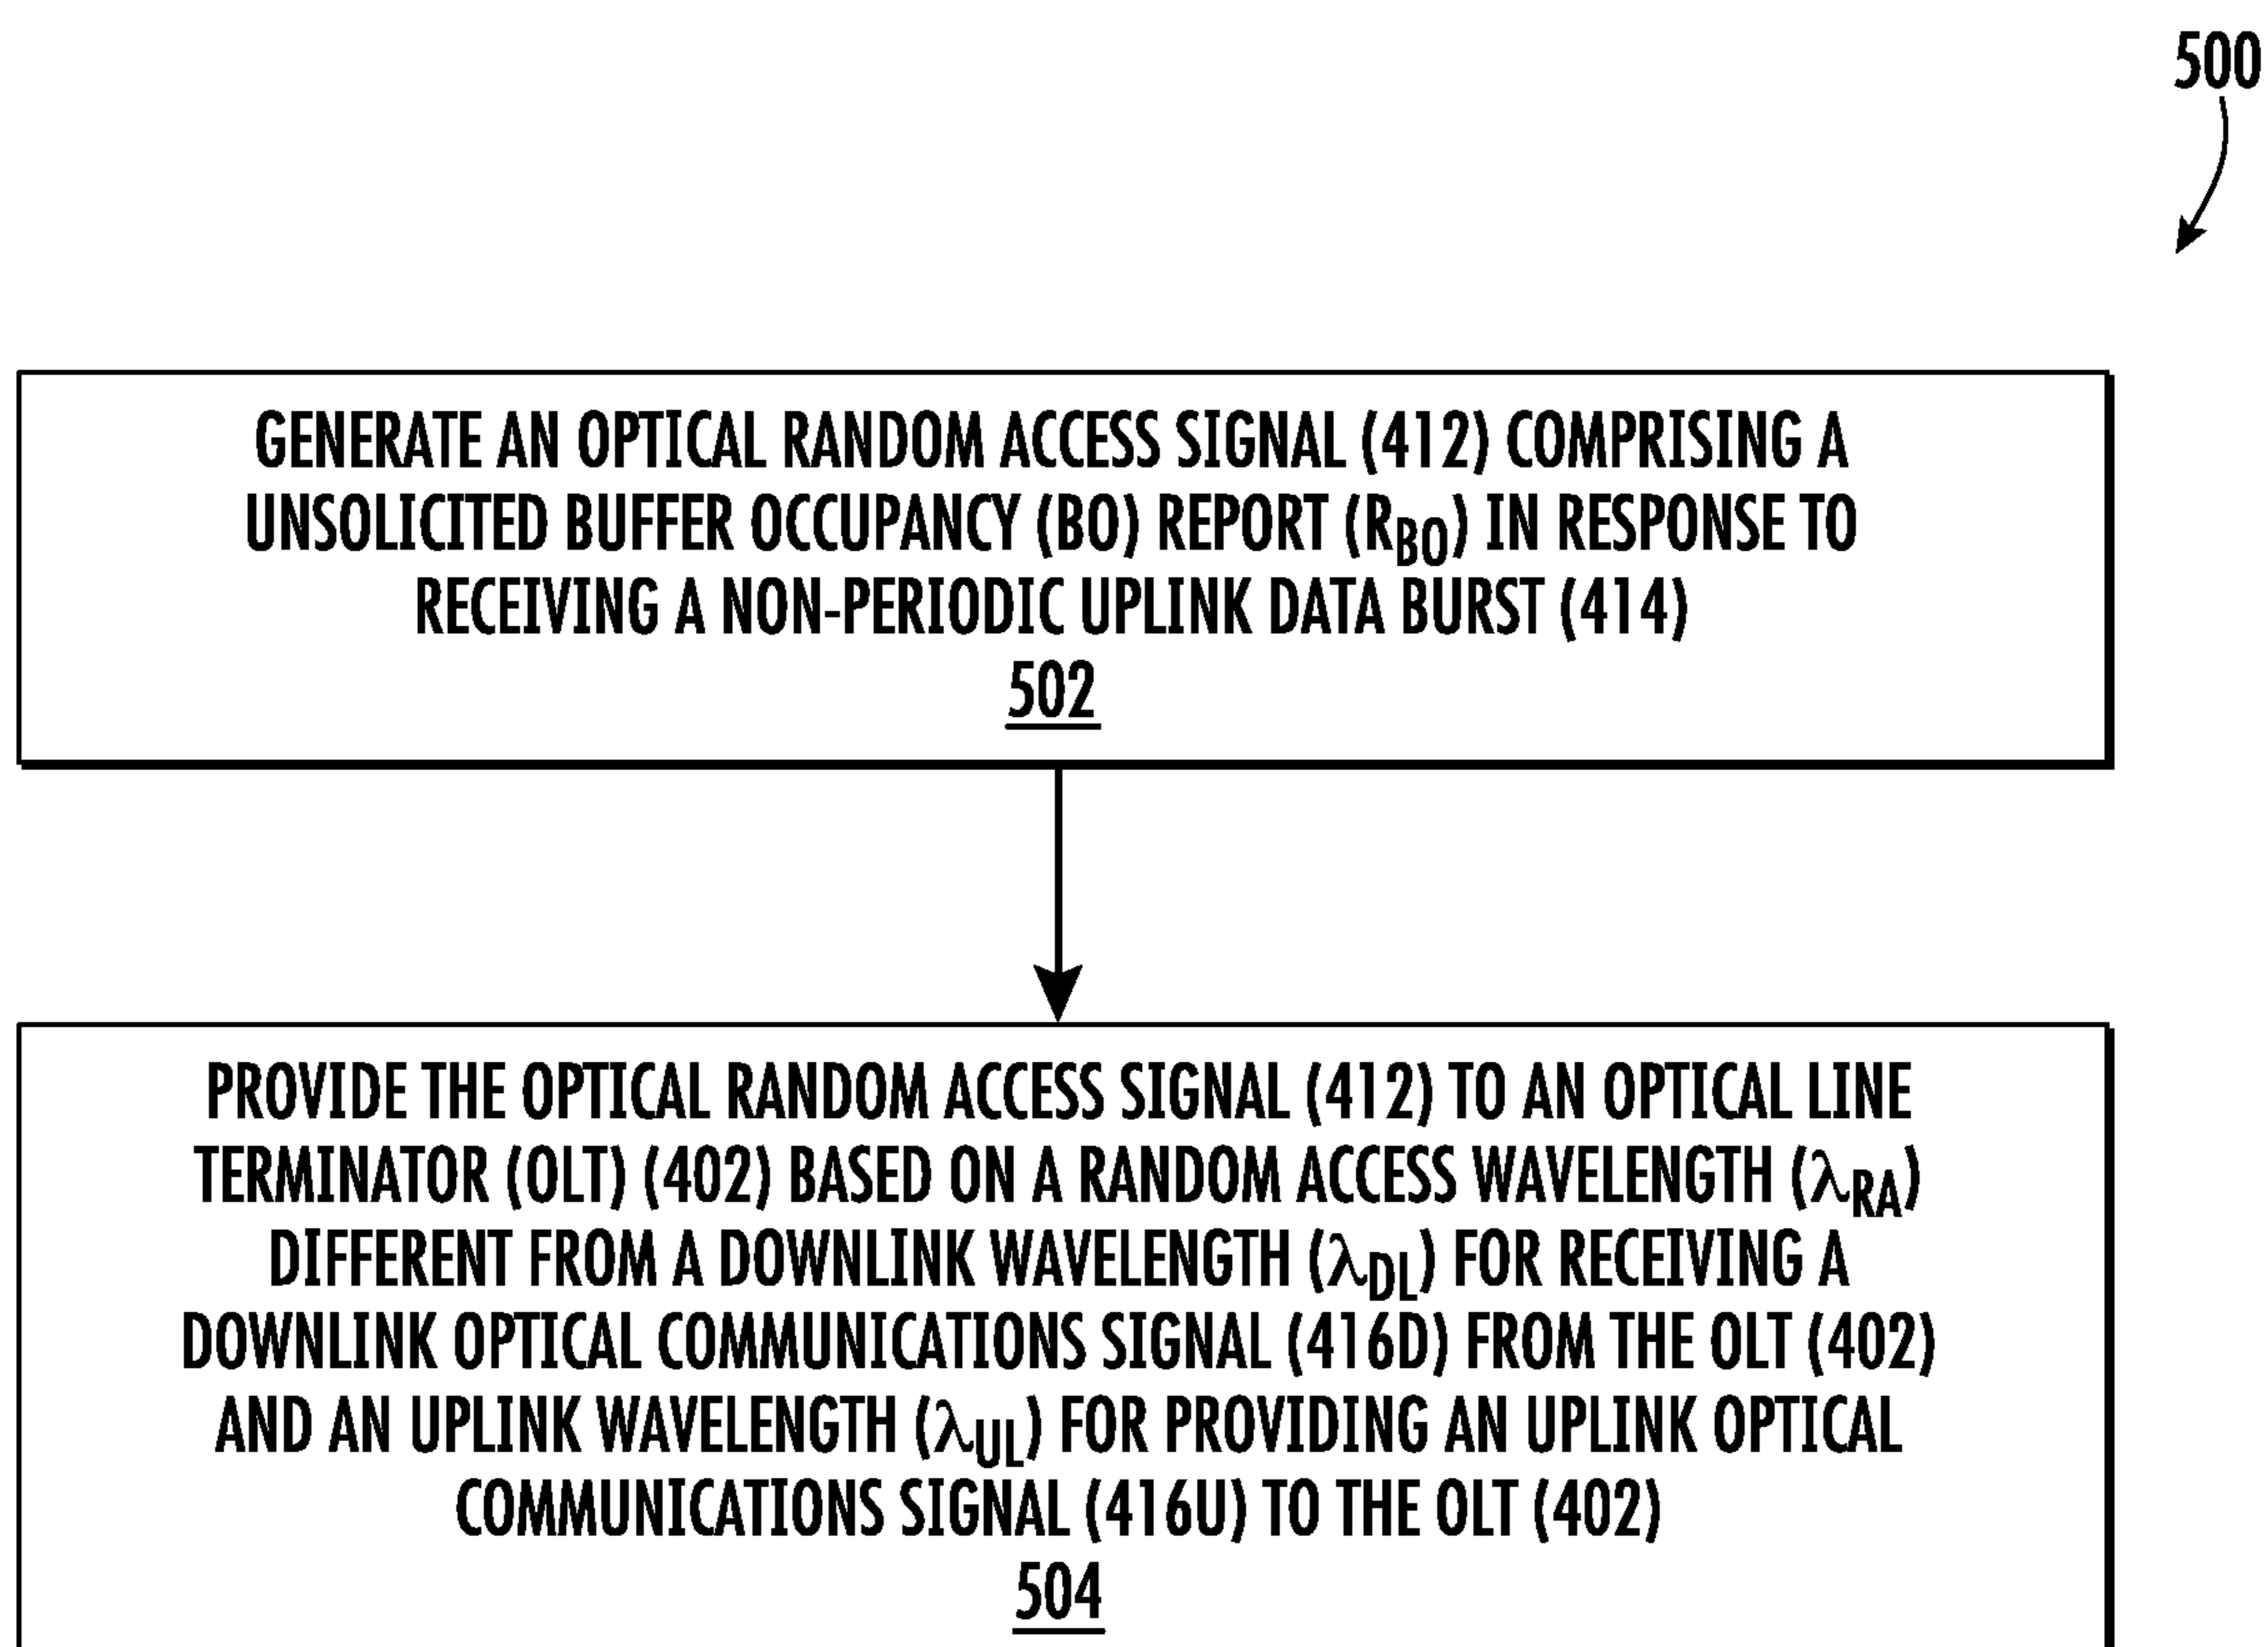 500
GENERATE AN OPTICAL RANDOM ACCESS SIGNAL (412) COMPRISING A
UNSOLICITED BUFFER OCCUPANCY (BO) REPORT (RBO) IN RESPONSE TO
RECEIVING A NON-PERIODIC UPLINK DATA BURST (414)
502
PROVIDE THE OPTICAL RANDOM ACCESS SIGNAL (412) TO AN OPTICAL LINE
TERMINATOR (OLT) (402) BASED ON A RANDOM ACCESS WAVELENGTH (λRA)
DIFFERENT FROM A DOWNLINK WAVELENGTH (λDL) FOR RECEIVING A
DOWNLINK OPTICAL COMMUNICATIONS SIGNAL (416D) FROM THE OLT (402)
AND AN UPLINK WAVELENGTH (λUL) FOR PROVIDING AN UPLINK OPTICAL
COMMUNICATIONS SIGNAL (416U) TO THE OLT (402)
504